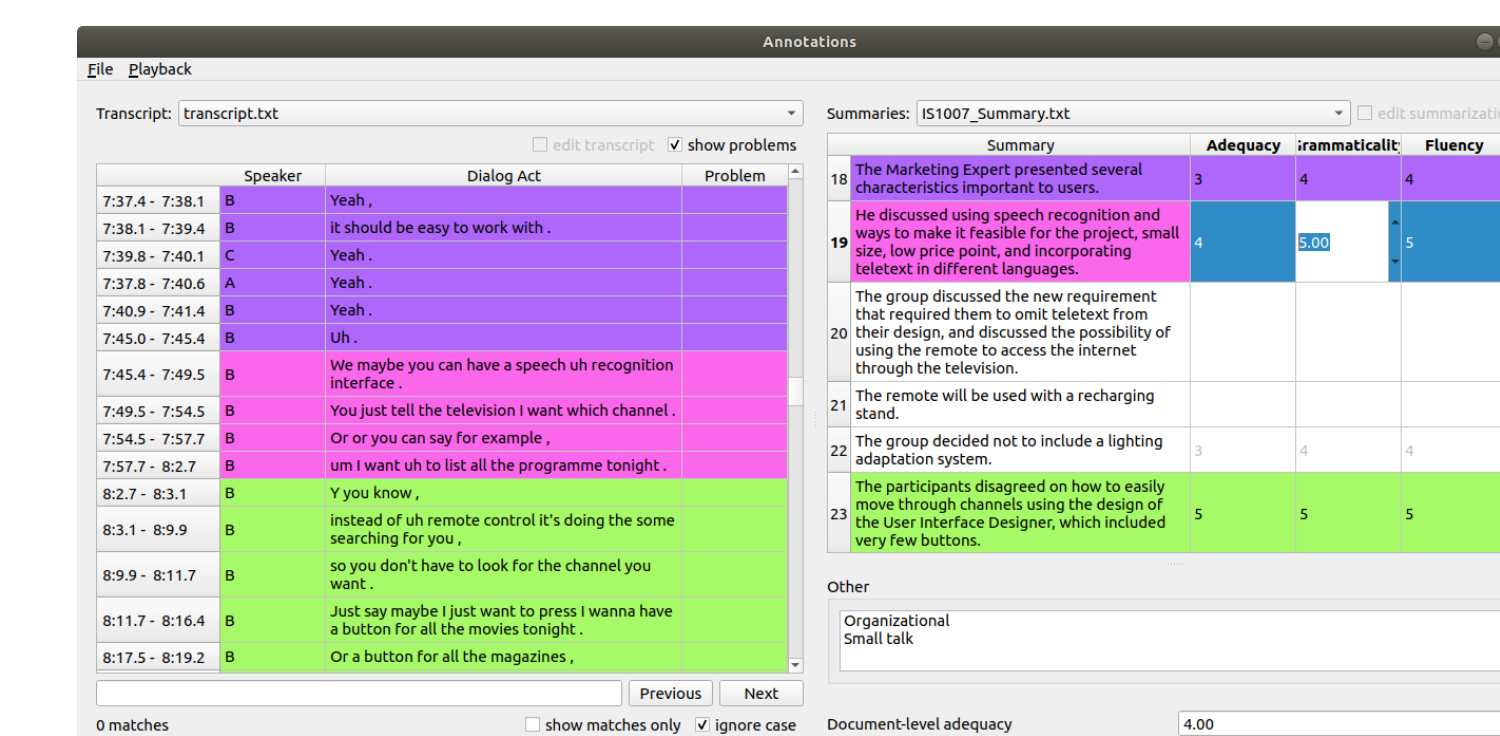 Annotations
File Playback
Transcript: transcript.txt
edit transcript show problems
Speaker Dialog Act Problem
7:37.4 - 7:38.1 B Yeah ,
7:38.1 - 7:39.4 B it should be easy to work with .
7:39.8 - 7:40.1 C Yeah .
7:37.8 - 7:40.6 A Yeah .
7:40.9 - 7:41.4 B Yeah .
7:45.0 - 7:45.4 B Uh .
7:45.4 - 7:49.5 B We maybe you can have a speech uh recognition
interface .
7:49.5 - 7:54.5 B You just tell the television I want which channel .
7:54.5 - 7:57.7 B Or or you can say for example ,
7:57.7 - 8:2.7 B um I want uh to list all the programme tonight .
8:2.7 - 8:3.1 B Y you know ,
8:3.1 - 8:9.9 B instead of uh remote control it's doing the some
searching for you ,
8:9.9 - 8:11.7 B so you don't have to look for the channel you
want .
8:11.7 - 8:16.4 B Just say maybe I just want to press I wanna have
a button for all the movies tonight .
8:17.5 - 8:19.2 B Or a button for all the magazines ,
Previous Next
0 matches show matches only ignore case
Summaries: IS1007_Summary.txt edit summarizati
Summary Adequacy irammaticalit Fluency
18 The Marketing Expert presented several
characteristics important to users. 3 4 4
He discussed using speech recognition and
ways to make it feasible for the project, small
19 size, low price point, and incorporating 4 5.00 5
teletext in different languages.
The group discussed the new requirement
that required them to omit teletext from
20 their design, and discussed the possibility of
using the remote to access the internet
through the television.
21 The remote will be used with a recharging
stand.
22 The group decided not to include a lighting
adaptation system. 3 4 4
The participants disagreed on how to easily
move through channels using the design of
23 the User Interface Designer, which included 5 5 5
very few buttons.
Other
Organizational
Small talk
Document-level adequacy 4.00